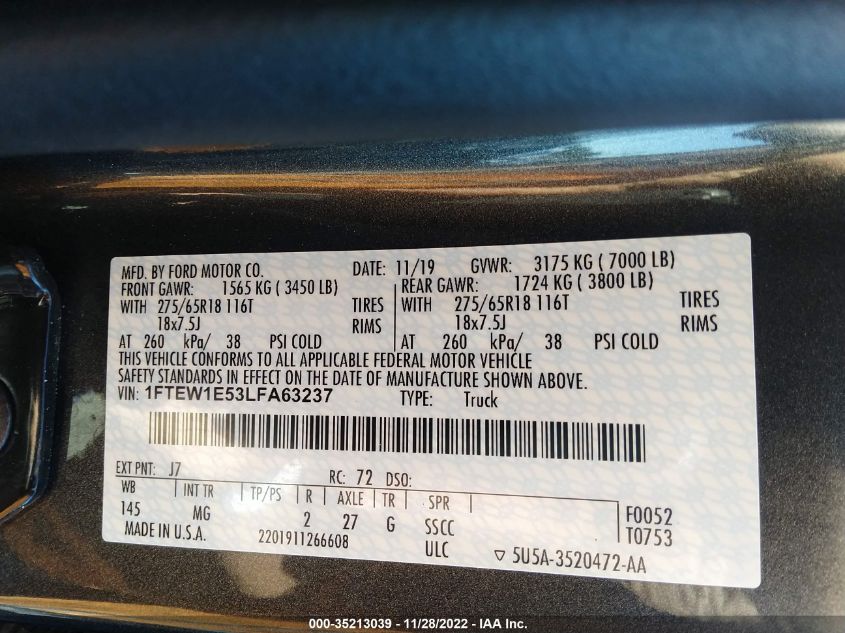 MFD. BY FORD MOTOR CO. DATE: 11/19 GVWR: 3175 KG ( 7000 LB)
FRONT GAWR: 1565 KG ( 3450 LB) REAR GAWR: 1724 KG ( 3800 LB)
WITH 275/65R18 116T TIRES WITH 275/65R18 116T TIRES
18x7.5J RIMS 18x7.5J RIMS
AT 260 kPa/ 38 PSI COLD AT 260 kPa/ 38 PSI COLD
THIS VEHICLE CONFORMS TO ALL APPLICABLE FEDERAL MOTOR VEHICLE
SAFETY STANDARDS IN EFFECT ON THE DATE OF MANUFACTURE SHOWN ABOVE.
VIN: 1FTEW1E53LFA63237 TYPE: Truck
EXT PNT: J7 RC: 72 DSO:
WB INT TR TP/PS R AXLE TR SPR F0052
145 MG 2 27 G SSCC T0753
MADE IN U.S.A. 2201911266608 ULC ▽ 5U5A-3520472-AA
000-35213039 - 11/28/2022 - IAA Inc.